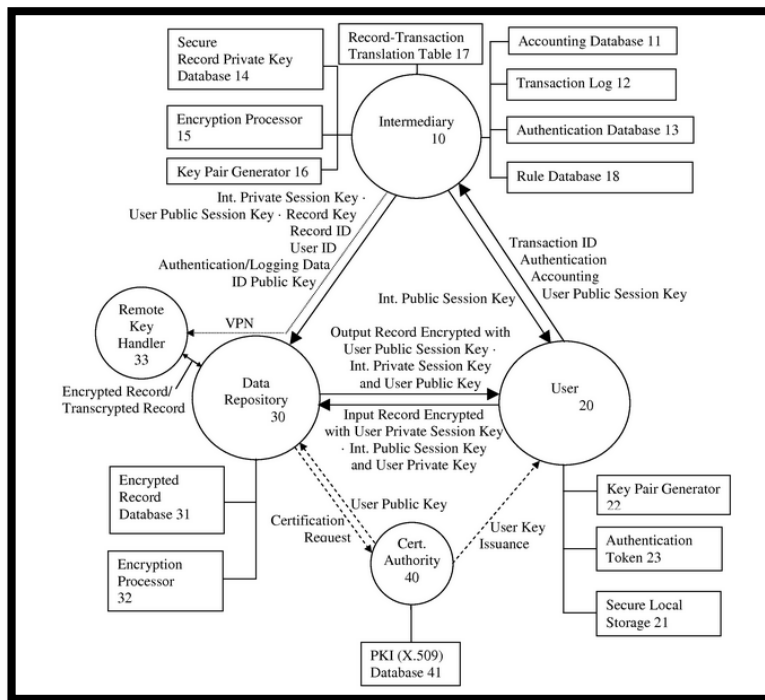 Secure
Record Private Key
Database 14
Record-Transaction
Translation Table 17
Accounting Database 11
Transaction Log 12
Encryption Processor
15
Intermediary
10
Authentication Database 13
Key Pair Generator 16
Rule Database 18
Int. Private Session Key ·
User Public Session Key · Record Key
Record ID
User ID
Authentication/Logging Data
ID Public Key
Transaction ID
Authentication
Accounting
User Public Session Key
Int. Public Session Key
Remote
Key
Handler
33
VPN
Output Record Encrypted with
User Public Session Key ·
Int. Private Session Key
and User Public Key
Encrypted Record/
Transcrypted Record
Data
Repository
30
User
20
Input Record Encrypted
with User Private Session Key
· Int. Public Session Key
and User Private Key
Encrypted
Record
Database 31
User Public Key
Certification
Request
User Key
Issuance
Key Pair Generator
22
Encryption
Processor
32
Cert.
Authority
40
Authentication
Token 23
Secure Local
Storage 21
PKI (X.509)
Database 41